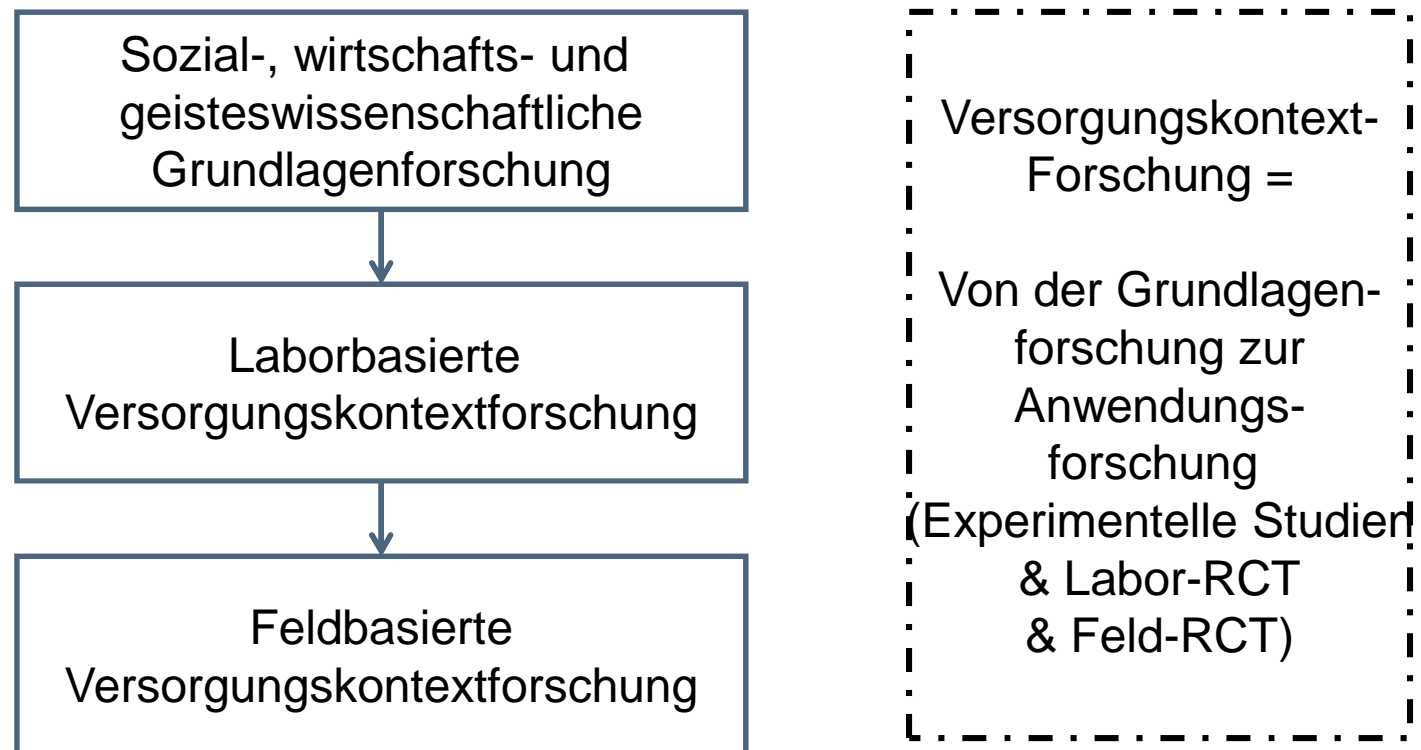 Sozial-, wirtschafts- und
geisteswissenschaftliche
Grundlagenforschung
Laborbasierte
Versorgungskontextforschung
Feldbasierte
Versorgungskontextforschung
Versorgungskontext-
Forschung =
Von der Grundlagen-
forschung zur
Anwendungs-
forschung
(Experimentelle Studien
& Labor-RCT
& Feld-RCT)